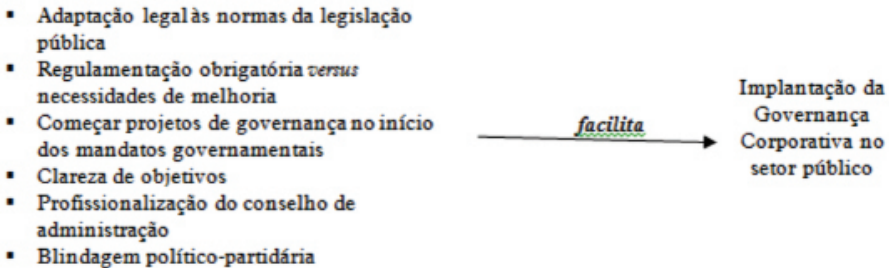 ▪ Adaptação legal às normas da legislação
pública
▪ Regulamentação obrigatória versus
necessidades de melhoria
▪ Começar projetos de governança no início
dos mandatos governamentais
▪ Clareza de objetivos
▪ Profissionalização do conselho de
administração
▪ Blindagem político-partidária
facilita
Implantação da
Governança
Corporativa no
setor público